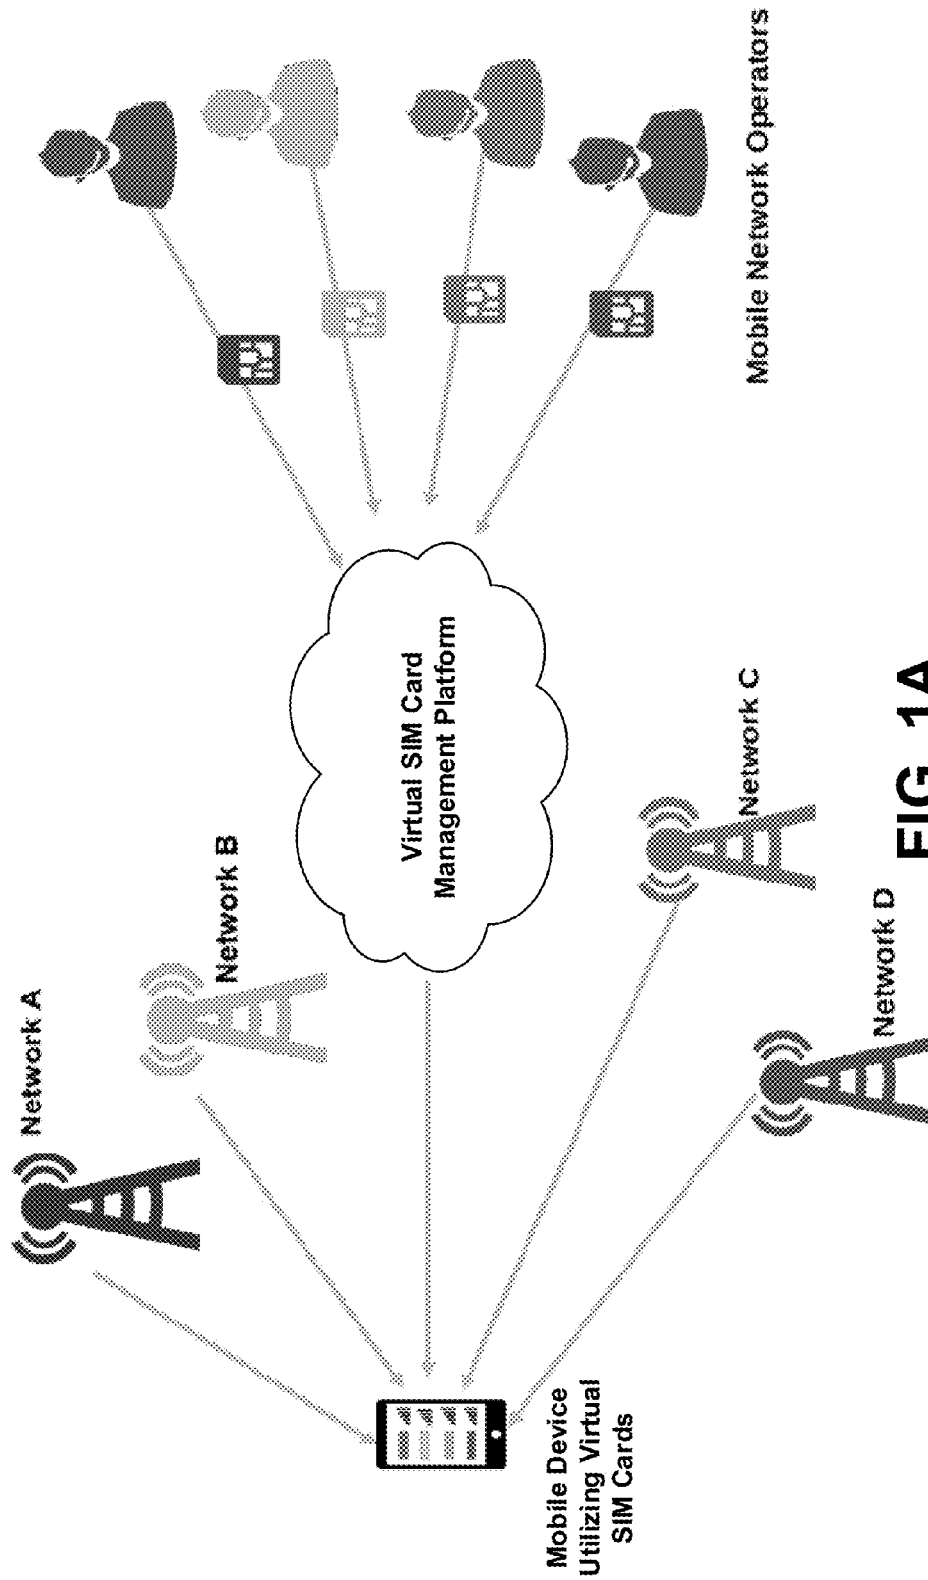 Network A
Network B
Virtual SIM Card
Management Platform
Mobile Device
Utilizing Virtual
SIM Cards
Network C
Network D
Mobile Network Operators
FIG. 1A